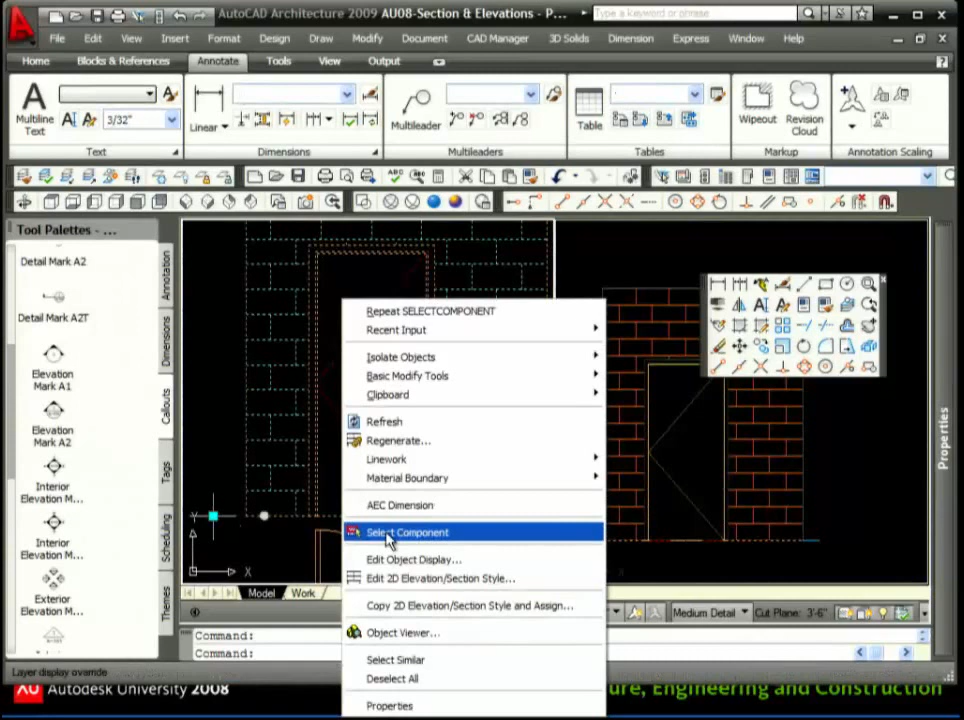 AutoCAD Architecture 2009 AU08-Section & Elevations - P...
Type a keyword or phrase
File Edit View Insert Format Design Draw Modify Document CAD Manager 3D Solids Dimension Express Window Help
Home Blocks & References Annotate Tools View Output
A
Multiline
Text
3/32"
Linear
Multileader
Table
Wipeout
Revision
Cloud
Text Dimensions Multileaders Tables Markup Annotation Scaling
Tool Palettes - ...
Detail Mark A2
Detail Mark A2T
Elevation
Mark A1
Elevation
Mark A2
Interior
Elevation M...
Interior
Elevation M...
Exterior
Elevation M...
Annotation
Dimensions
Callouts
Tags
Scheduling
Themes
Repeat SELECTCOMPONENT
Recent Input
Isolate Objects
Basic Modify Tools
Clipboard
Refresh
Regenerate...
Linework
Material Boundary
AEC Dimension
Select Component
Edit Object Display...
Edit 2D Elevation/Section Style...
Copy 2D Elevation/Section Style and Assign...
Object Viewer...
Select Similar
Deselect All
Properties
Properties
Y
X
Model Work
Medium Detail Cut Plane: 3'-6"
Command:
Command:
Layer display override
AU Autodesk University 2008
ure, Engineering and Construction